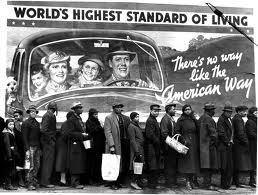 WORLD'S HIGHEST STANDARD OF LIVING
There's no way
like the
American Way